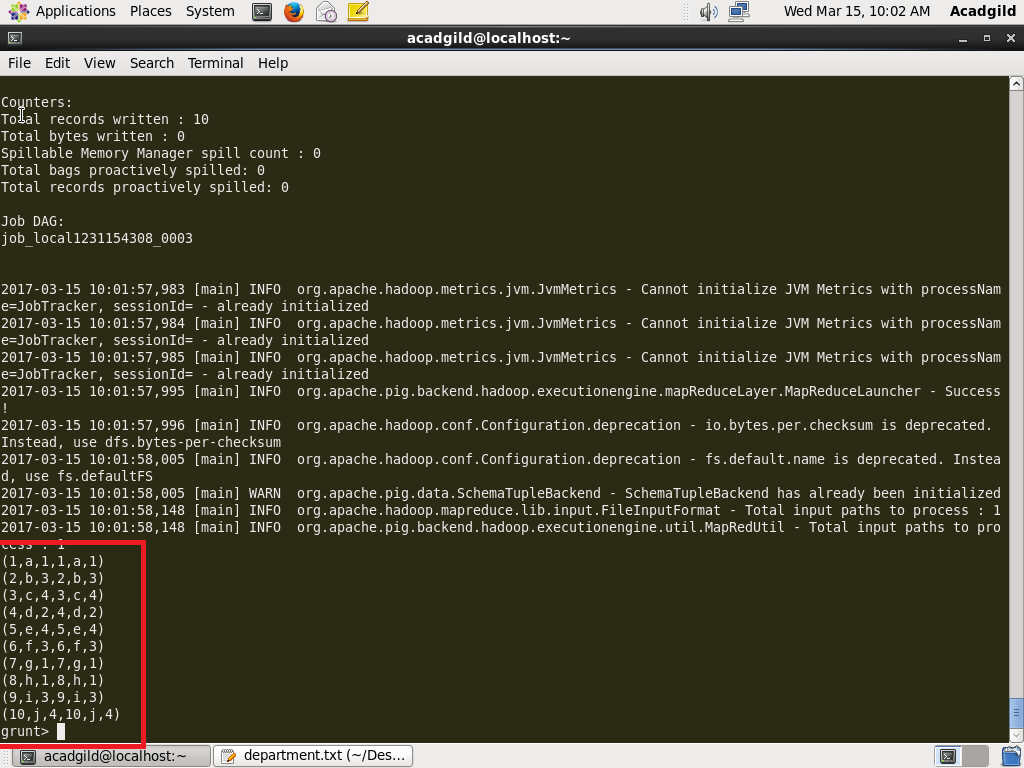 Applications Places System Wed Mar 15, 10:02 AM Acadgild
acadgild@localhost:~
File Edit View Search Terminal Help
Counters:
Total records written : 10
Total bytes written : 0
Spillable Memory Manager spill count : 0
Total bags proactively spilled: 0
Total records proactively spilled: 0
Job DAG:
job_local1231154308_0003
2017-03-15 10:01:57,983 [main] INFO  org.apache.hadoop.metrics.jvm.JvmMetrics - Cannot initialize JVM Metrics with processNam
e=JobTracker, sessionId= - already initialized
2017-03-15 10:01:57,984 [main] INFO  org.apache.hadoop.metrics.jvm.JvmMetrics - Cannot initialize JVM Metrics with processNam
e=JobTracker, sessionId= - already initialized
2017-03-15 10:01:57,985 [main] INFO  org.apache.hadoop.metrics.jvm.JvmMetrics - Cannot initialize JVM Metrics with processNam
e=JobTracker, sessionId= - already initialized
2017-03-15 10:01:57,995 [main] INFO  org.apache.pig.backend.hadoop.executionengine.mapReduceLayer.MapReduceLauncher - Success
!
2017-03-15 10:01:57,996 [main] INFO  org.apache.hadoop.conf.Configuration.deprecation - io.bytes.per.checksum is deprecated.
Instead, use dfs.bytes-per-checksum
2017-03-15 10:01:58,005 [main] INFO  org.apache.hadoop.conf.Configuration.deprecation - fs.default.name is deprecated. Instea
d, use fs.defaultFS
2017-03-15 10:01:58,005 [main] WARN  org.apache.pig.data.SchemaTupleBackend - SchemaTupleBackend has already been initialized
2017-03-15 10:01:58,148 [main] INFO  org.apache.hadoop.mapreduce.lib.input.FileInputFormat - Total input paths to process : 1
2017-03-15 10:01:58,148 [main] INFO  org.apache.pig.backend.hadoop.executionengine.util.MapRedUtil - Total input paths to pro
cess : 1
(1,a,1,1,a,1)
(2,b,3,2,b,3)
(3,c,4,3,c,4)
(4,d,2,4,d,2)
(5,e,4,5,e,4)
(6,f,3,6,f,3)
(7,g,1,7,g,1)
(8,h,1,8,h,1)
(9,i,3,9,i,3)
(10,j,4,10,j,4)
grunt>
acadgild@localhost:~ department.txt (~/Des...